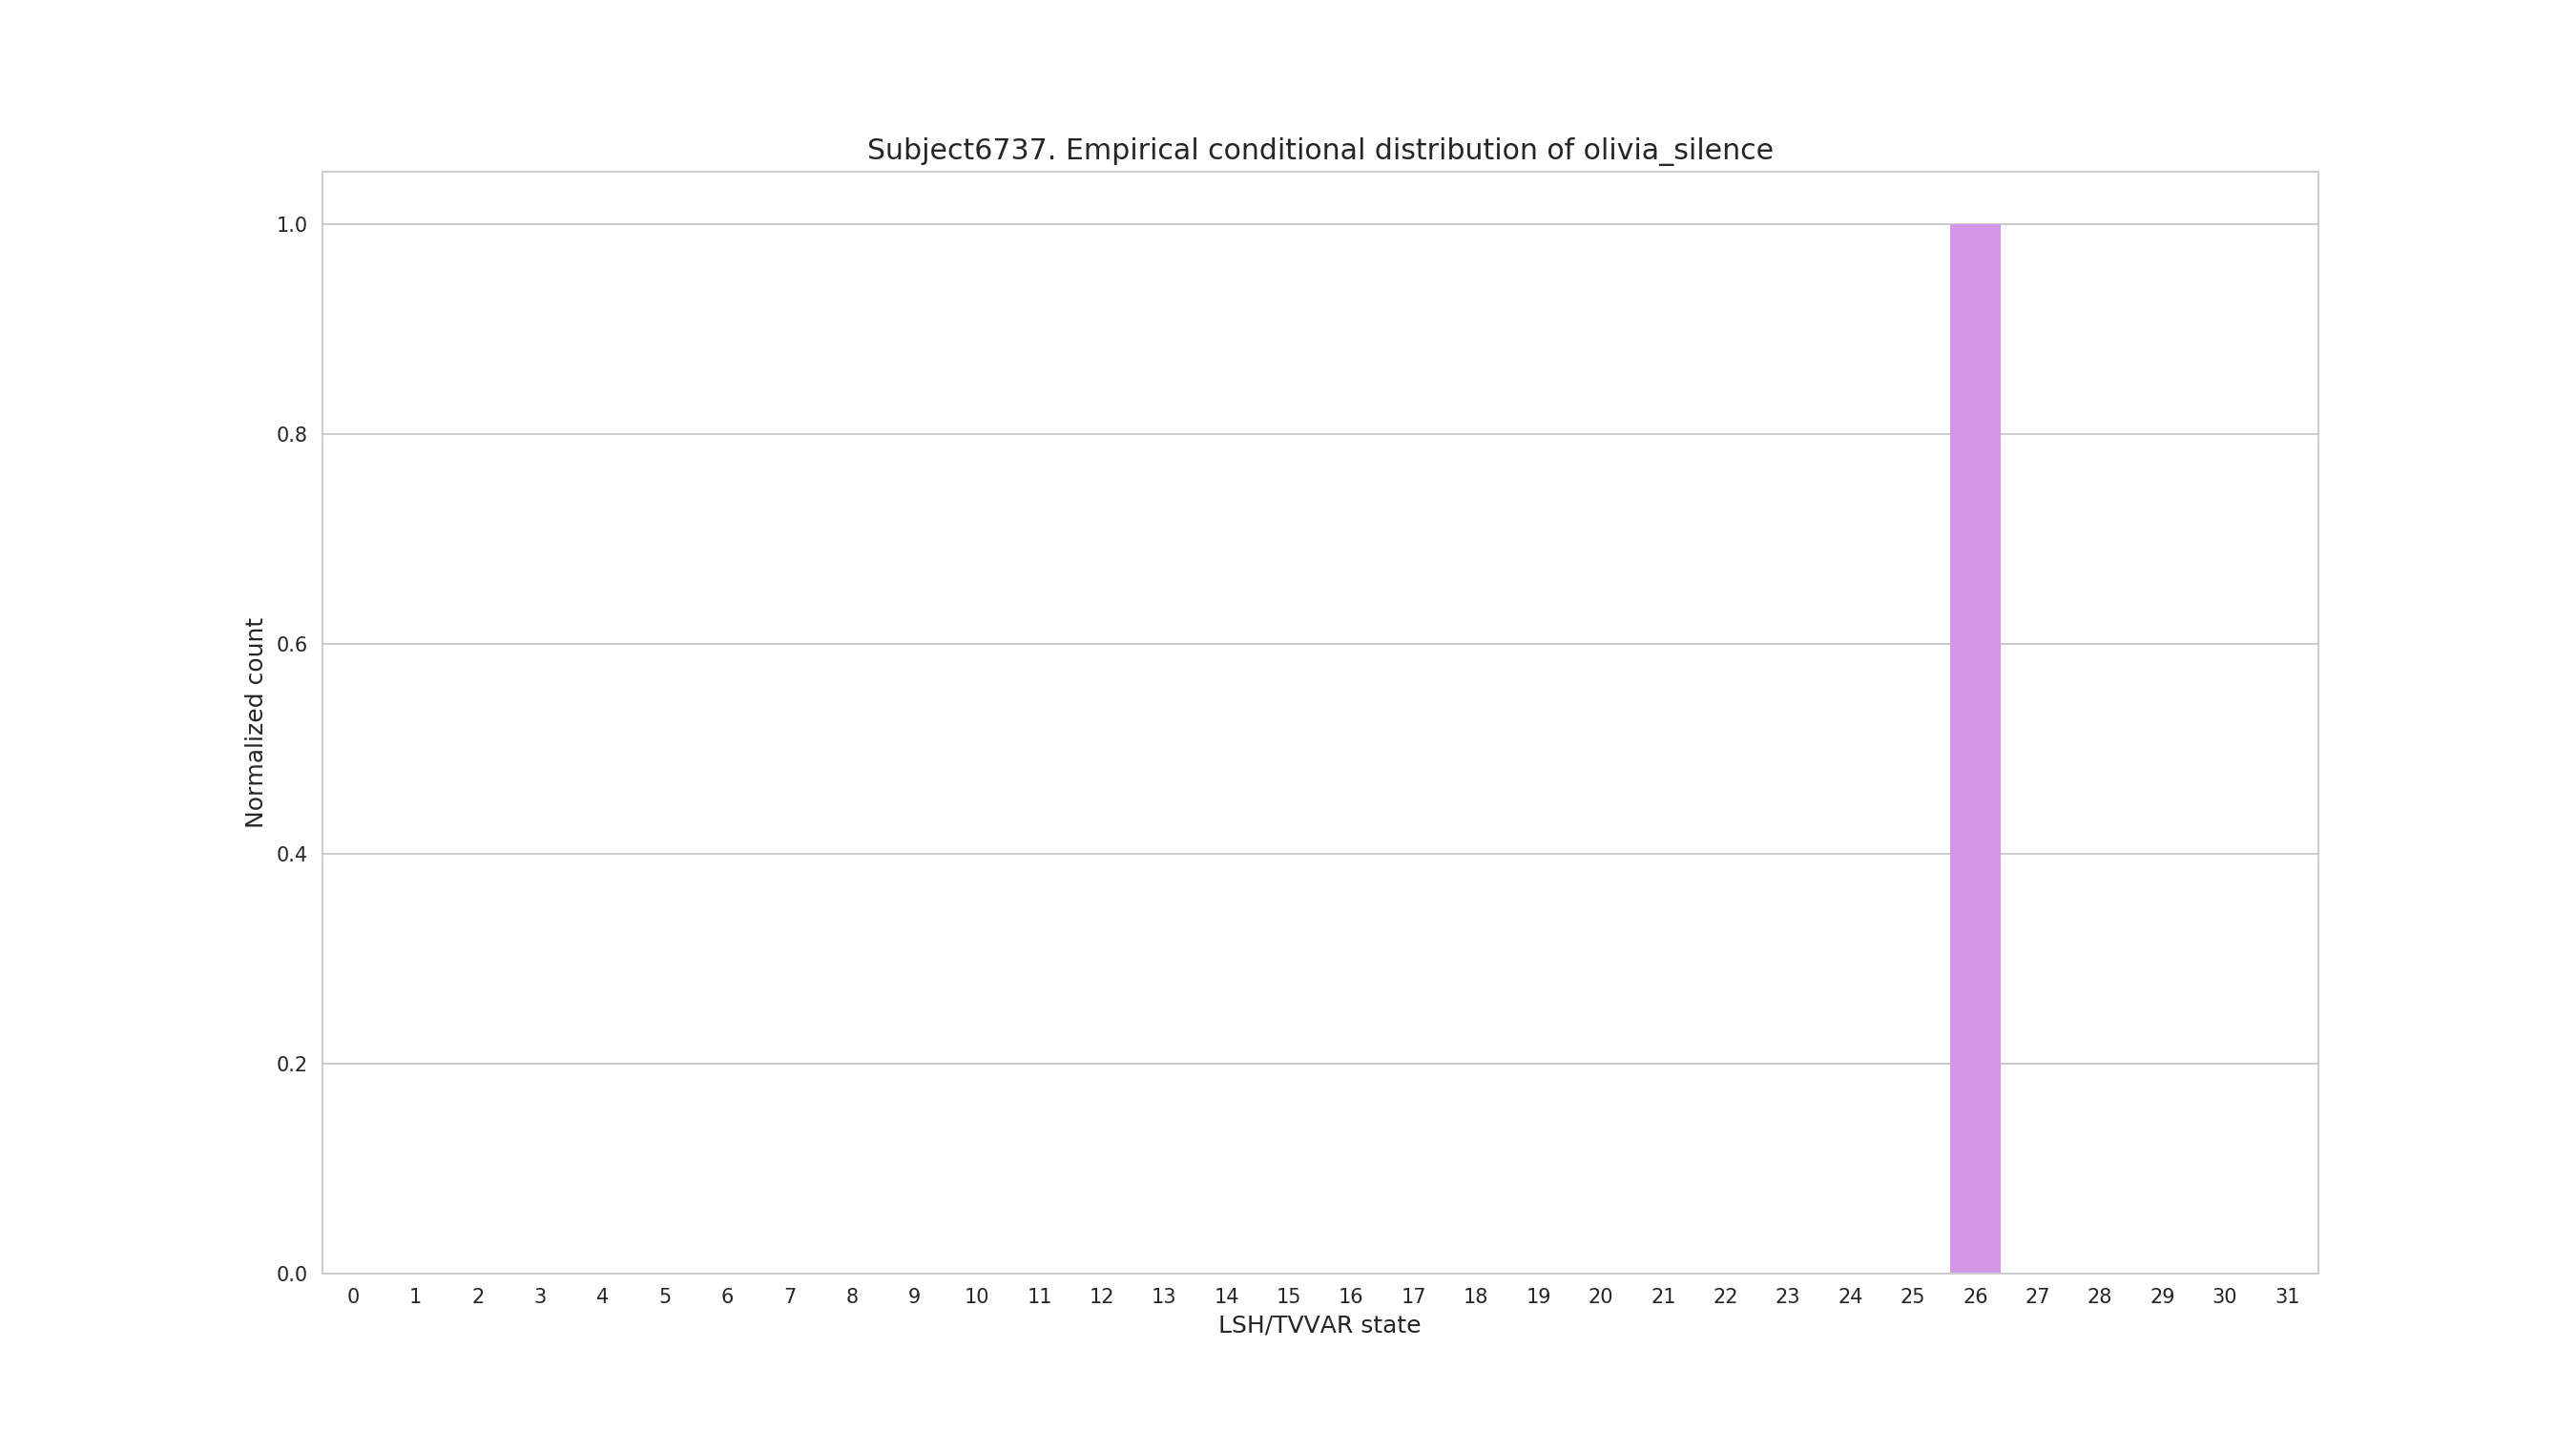 Subject6737. Empirical conditional distribution of olivia_silence
1.0
0.8
0.6
0.4
0.2
0.0
Normalized count
0 1 2 3 4 5 6 7 8 9 10 11 12 13 14 15 16 17 18 19 20 21 22 23 24 25 26 27 28 29 30 31
LSH/TVVAR state